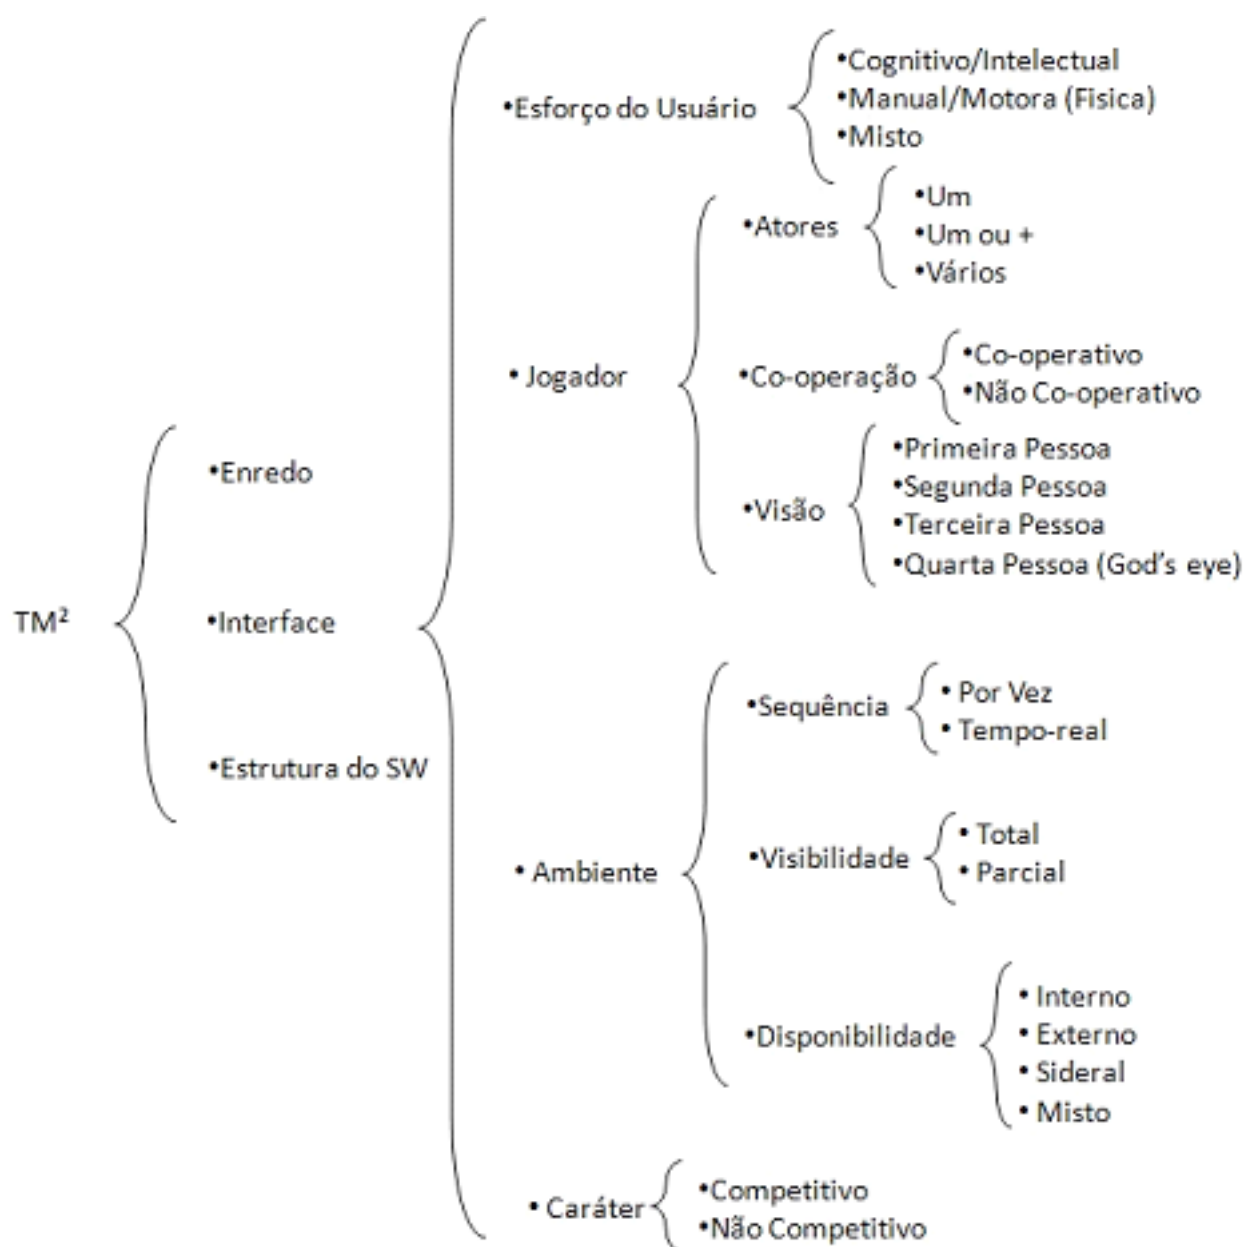 TM²
•Enredo
•Interface
•Estrutura do SW
•Esforço do Usuário
•Cognitivo/Intelectual
•Manual/Motora (Fisica)
•Misto
• Jogador
•Atores
•Um
•Um ou +
•Vários
•Co-operação
•Co-operativo
•Não Co-operativo
•Visão
•Primeira Pessoa
•Segunda Pessoa
•Terceira Pessoa
•Quarta Pessoa (God's eye)
• Ambiente
•Sequência
• Por Vez
• Tempo-real
•Visibilidade
• Total
• Parcial
•Disponibilidade
• Interno
• Externo
• Sideral
• Misto
• Caráter
•Competitivo
•Não Competitivo